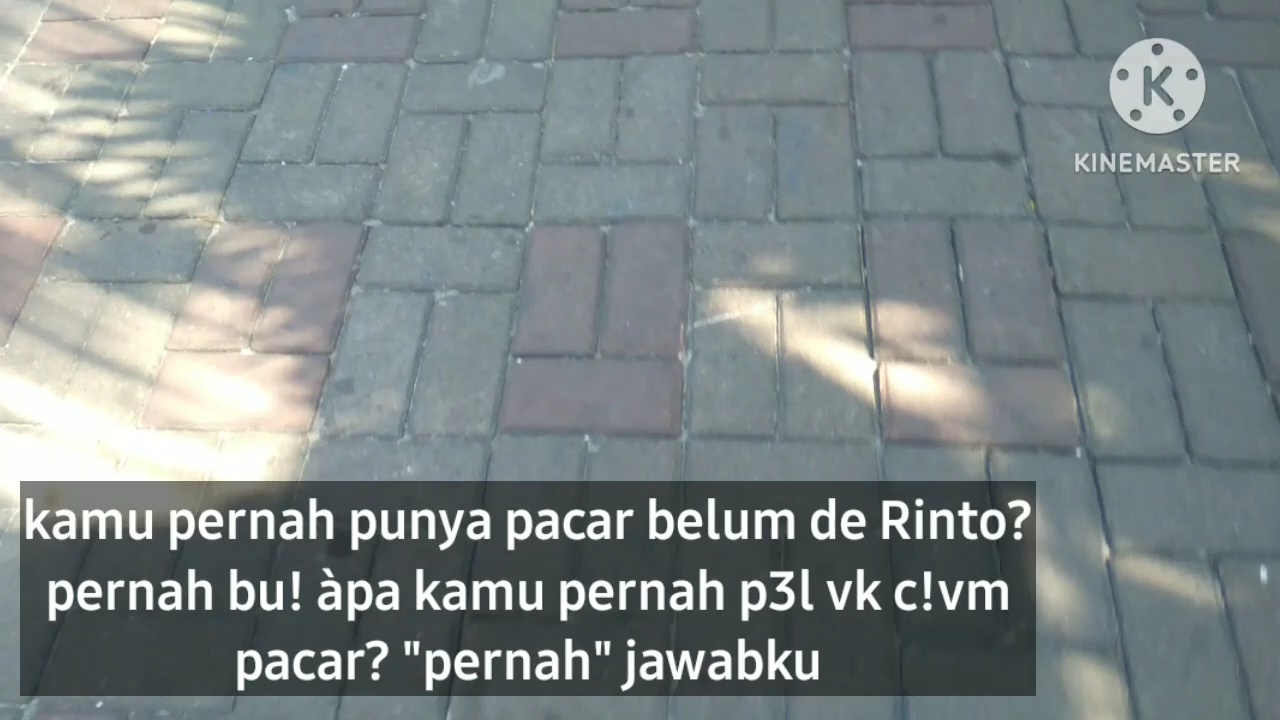 KINEMASTER
kamu pernah punya pacar belum de Rinto?
pernah bu! àpa kamu pernah p3l vk c!vm
pacar? "pernah" jawabku